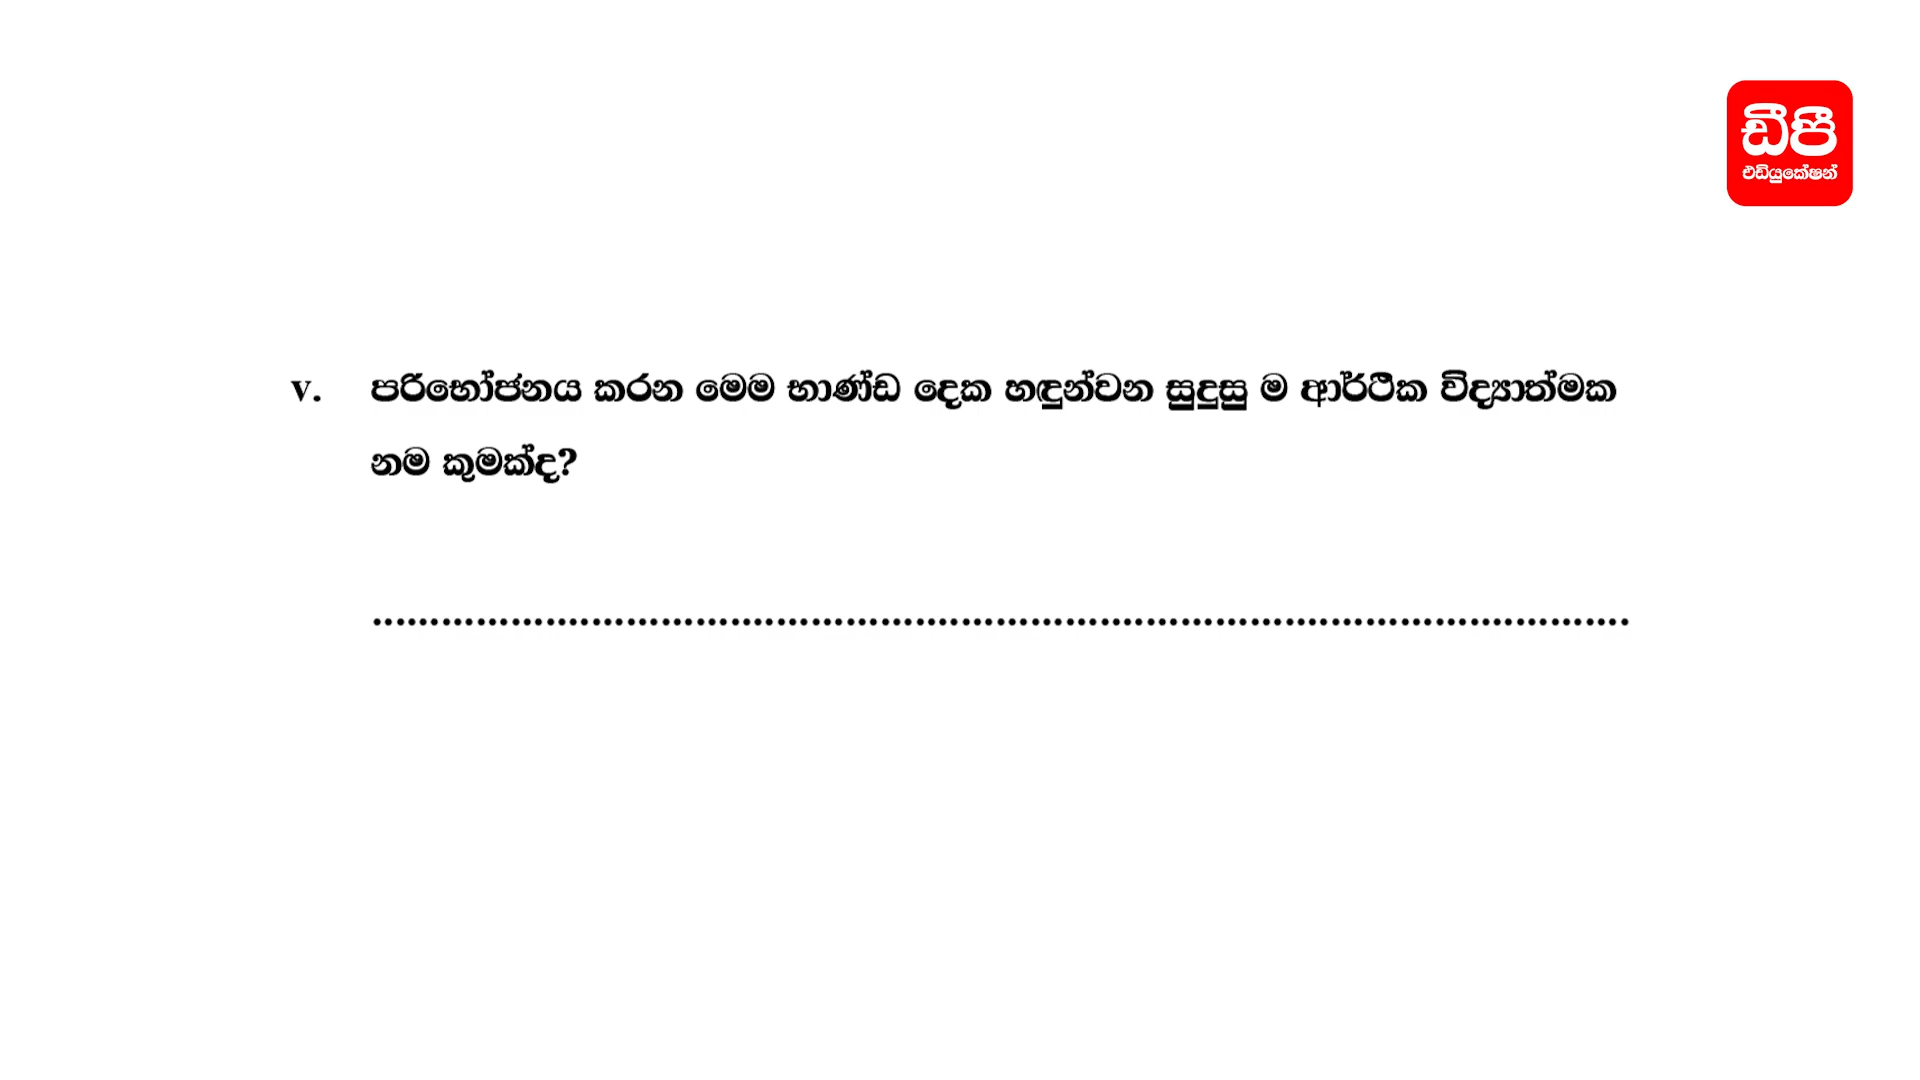 ඩීපී
එඩියුකේෂන්
v. පරිභෝජනය කරන මෙම භාණ්ඩ දෙක හඳුන්වන සුදුසු ම ආර්ථික විද්‍යාත්මක
නම කුමක්ද?
....................................................................................................